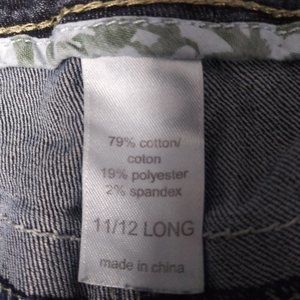 79% cotton/
coton
19% polyester
2% spandex
11/12 LONG
made in china